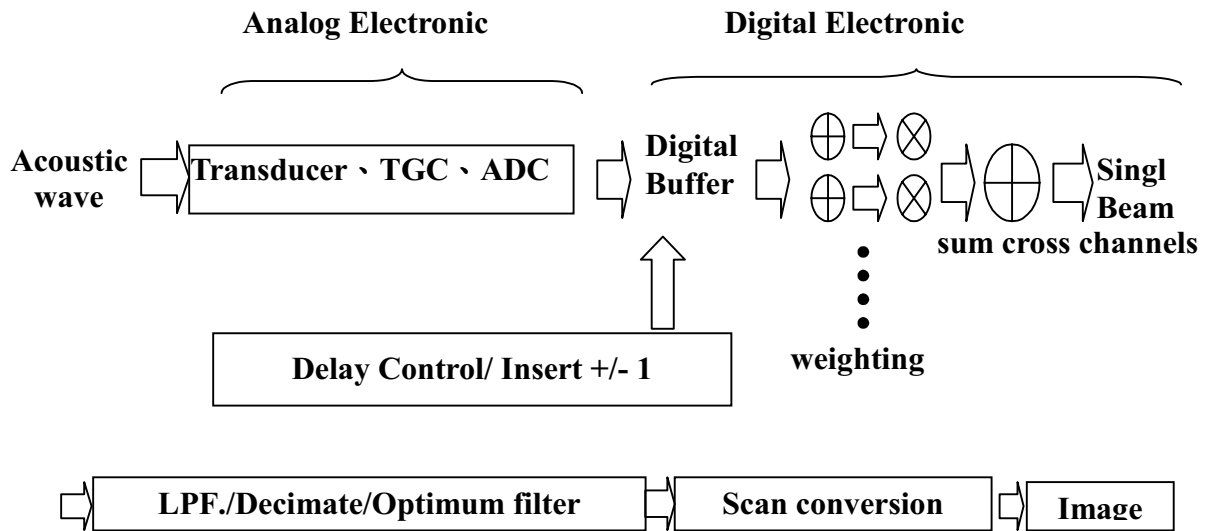 Analog Electronic
Digital Electronic
Acoustic
wave
Transducer、TGC、ADC
Digital
Buffer
Singl
Beam
sum cross channels
Delay Control/ Insert +/- 1
weighting
LPF./Decimate/Optimum filter
Scan conversion
Image